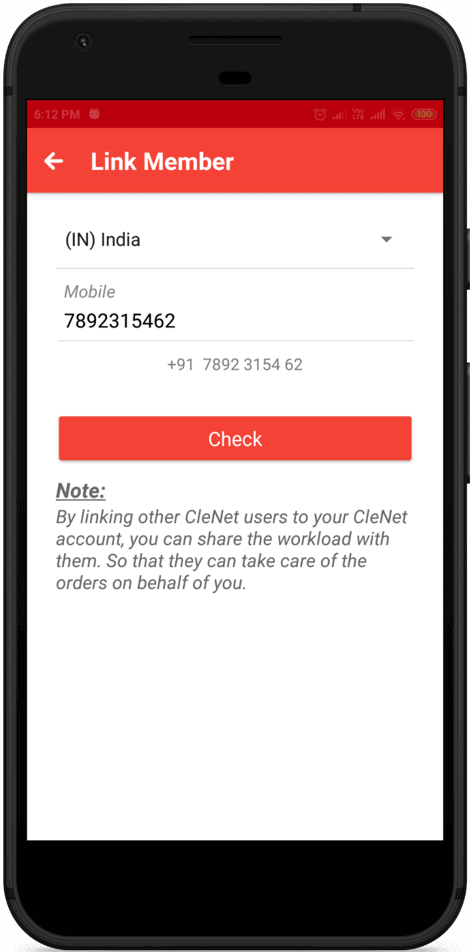 6:12 PM Voi LTE 100
Link Member
(IN) India
Mobile
7892315462
+91 7892 3154 62
Check
Note:
By linking other CleNet users to your CleNet
account, you can share the workload with
them. So that they can take care of the
orders on behalf of you.